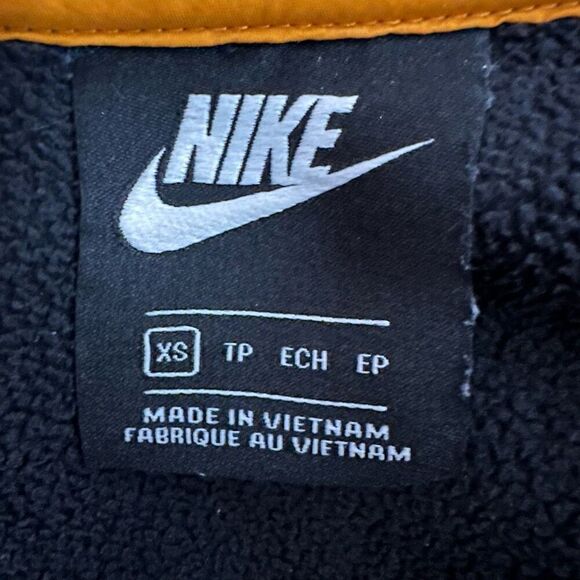 NIKE
XS TP ECH EP
MADE IN VIETNAM
FABRIQUE AU VIETNAM